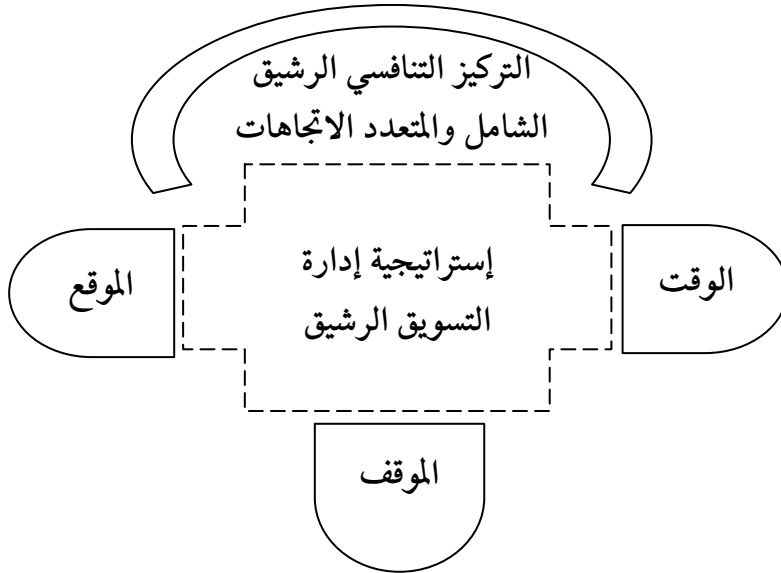 التركيز التنافسي الرشيق
الشامل والمتعدد الاتجاهات
إستراتيجية إدارة
التسويق الرشيق
الوقت
الموقع
الموقف